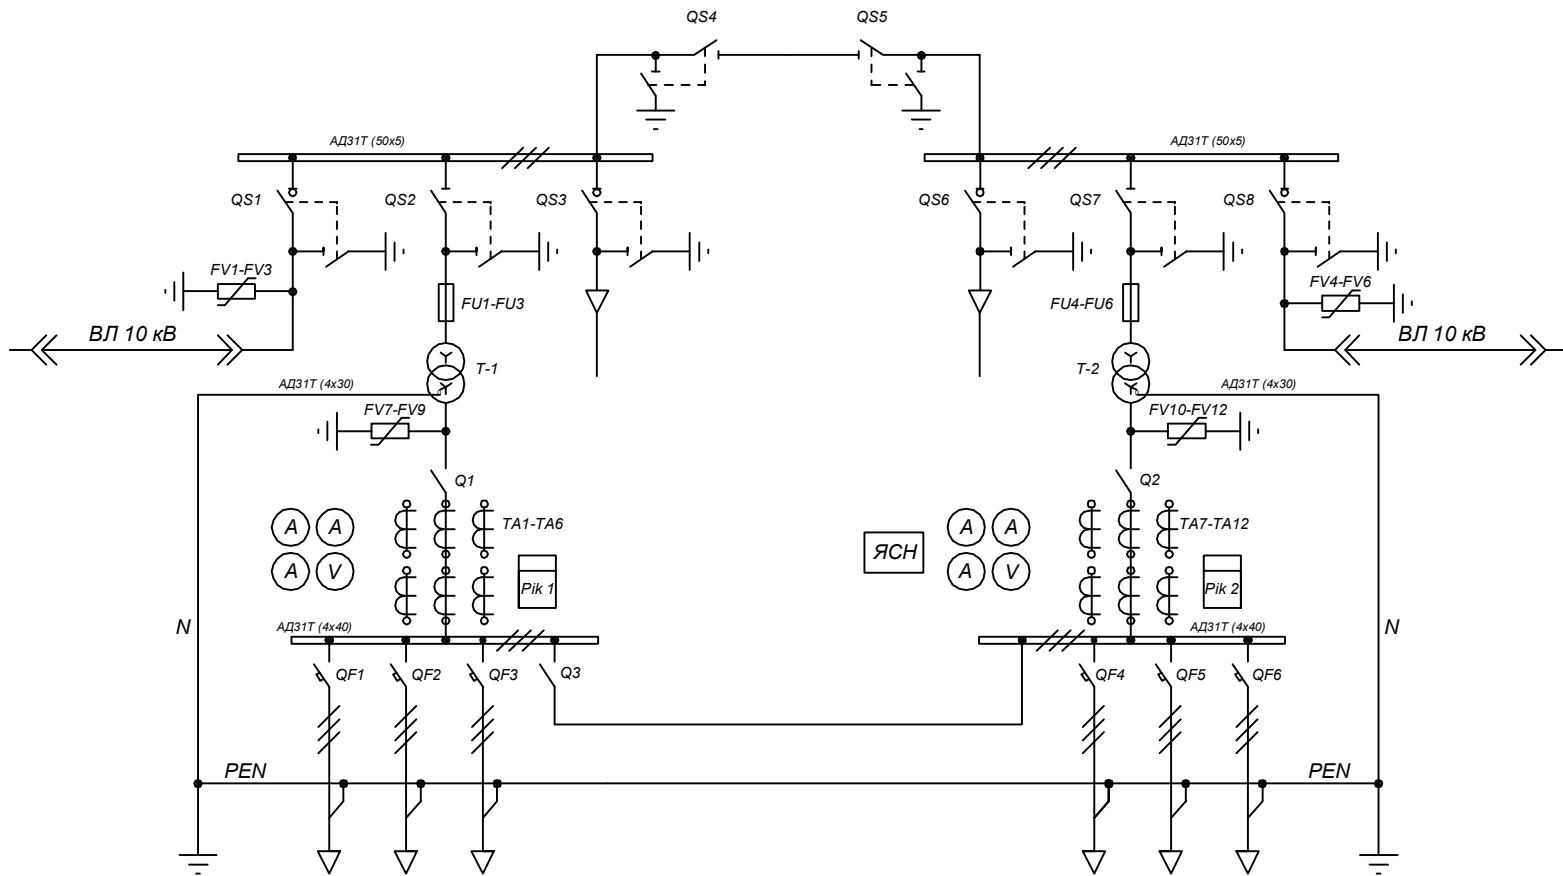 QS4 QS5
АД31Т (50х5) АД31Т (50х5)
QS1 QS2 QS3 QS6 QS7 QS8
FV1-FV3 FV4-FV6
FU1-FU3 FU4-FU6
ВЛ 10 кВ ВЛ 10 кВ
Т-1 Т-2
АД31Т (4х30) АД31Т (4х30)
FV7-FV9 FV10-FV12
Q1 Q2
A A TA1-TA6 ЯСН A A TA7-TA12
A V Pik 1 A V Pik 2
N АД31Т (4х40) АД31Т (4х40) N
QF1 QF2 QF3 Q3 QF4 QF5 QF6
PEN PEN